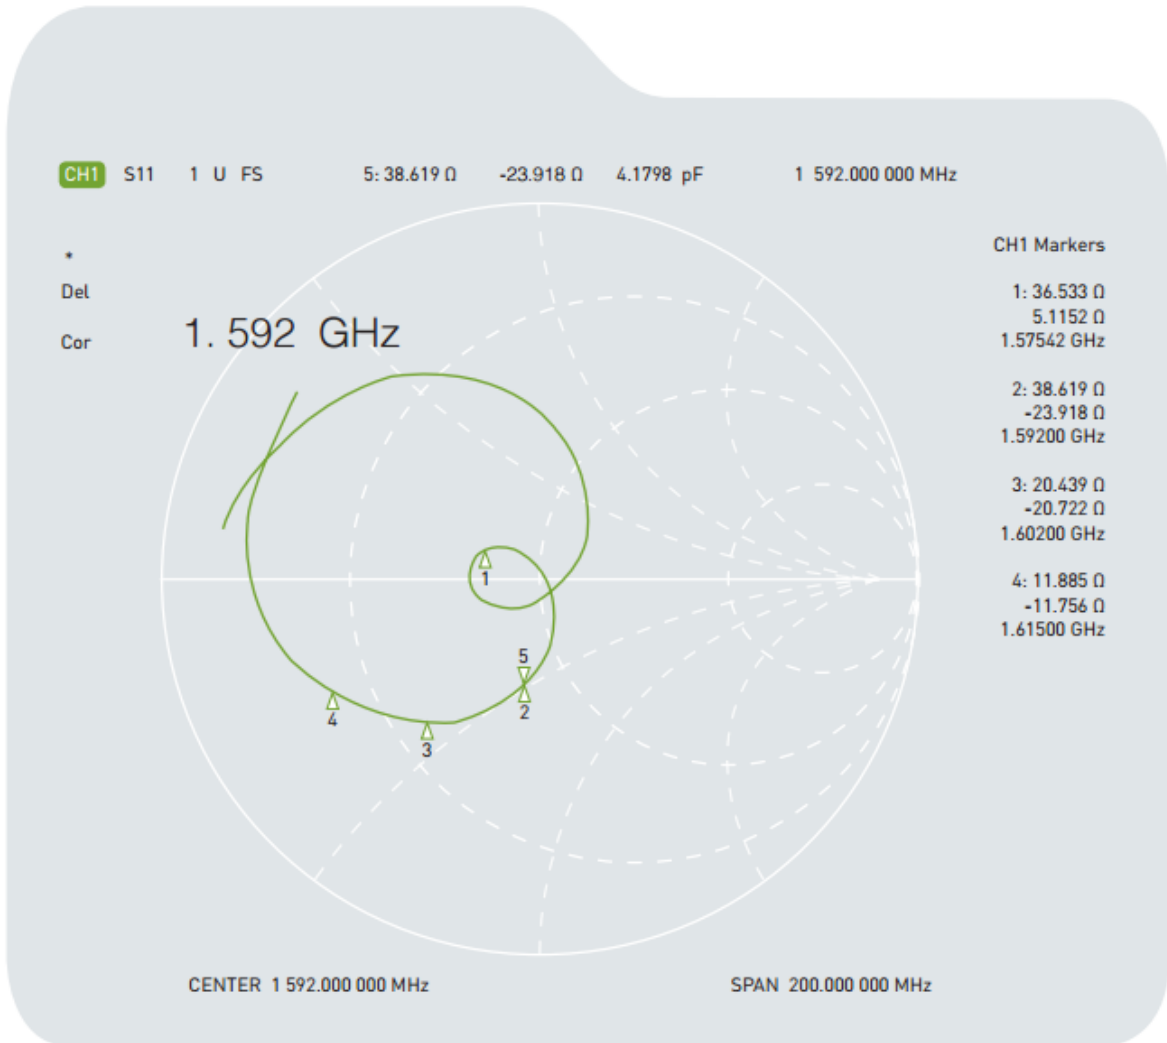 CH1 S11 1 U FS 5: 38.619 Ω -23.918 Ω 4.1798 pF 1 592.000 000 MHz
*
Del
Cor
1. 592 GHz
CH1 Markers
1: 36.533 Ω
5.1152 Ω
1.57542 GHz
2: 38.619 Ω
-23.918 Ω
1.59200 GHz
3: 20.439 Ω
-20.722 Ω
1.60200 GHz
4: 11.885 Ω
-11.756 Ω
1.61500 GHz
1
5
2
4
3
CENTER 1 592.000 000 MHz SPAN 200.000 000 MHz